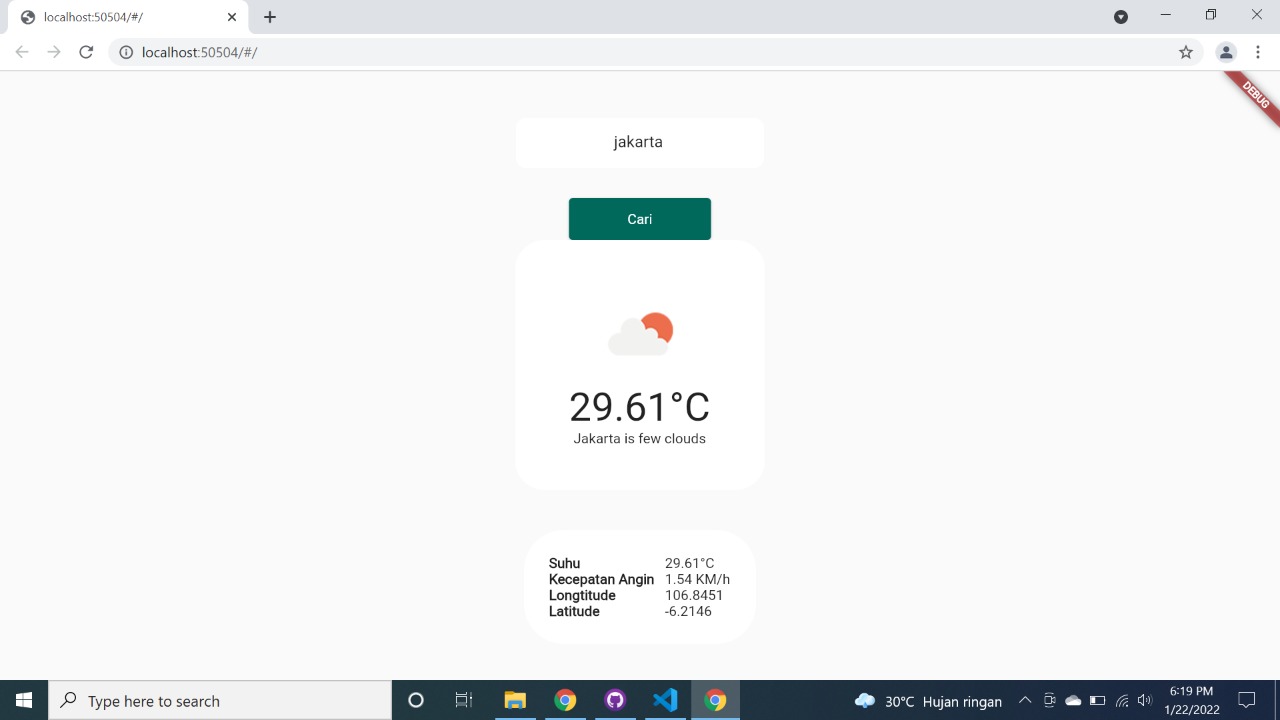 localhost:50504/#/
localhost:50504/#/
DEBUG
jakarta
Cari
29.61°C
Jakarta is few clouds
Suhu 29.61°C
Kecepatan Angin 1.54 KM/h
Longtitude 106.8451
Latitude -6.2146
Type here to search
30°C Hujan ringan
6:19 PM
1/22/2022